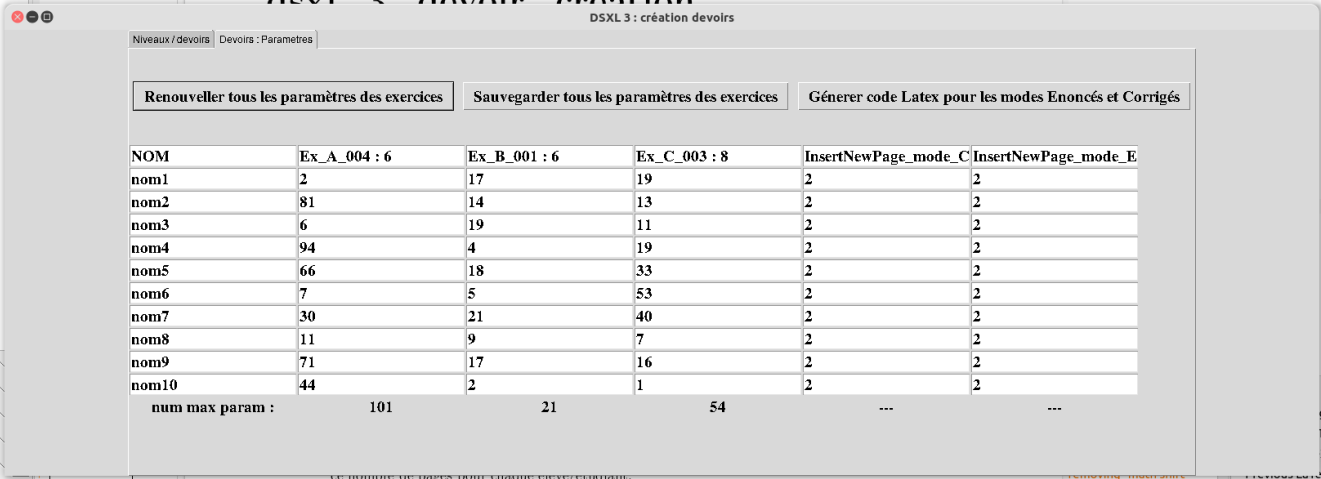 DSXL 3 : création devoirs
Niveaux / devoirs Devoirs : Parametres
Renouveller tous les paramètres des exercices Sauvegarder tous les paramètres des exercices Génerer code Latex pour les modes Enoncés et Corrigés
NOM Ex_A_004 : 6 Ex_B_001 : 6 Ex_C_003 : 8 InsertNewPage_mode_C InsertNewPage_mode_E
nom1 2 17 19 2 2
nom2 81 14 13 2 2
nom3 6 19 11 2 2
nom4 94 4 19 2 2
nom5 66 18 33 2 2
nom6 7 5 53 2 2
nom7 30 21 40 2 2
nom8 11 9 7 2 2
nom9 71 17 16 2 2
nom10 44 2 1 2 2
num max param : 101 21 54 --- ---